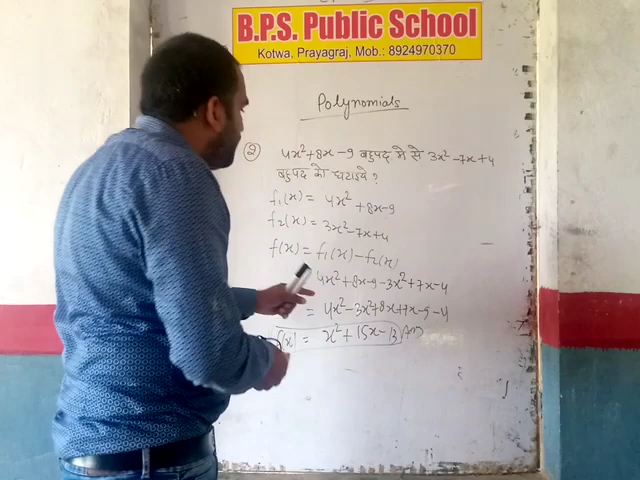 B.P.S. Public School
Kotwa, Prayagraj, Mob.: 8924970370
Polynomials
② 4x²+8x-9 बहुपद में से 3x²-7x+4
बहुपद को घटाइये?
f₁(x) = 4x²+8x-9
f₂(x) = 3x²-7x+4
f(x) = f₁(x) - f₂(x)
4x²+8x-9-3x²+7x-4
= 4x²-3x²+8x+7x-9-4
f(x) = x²+15x-13 Ans